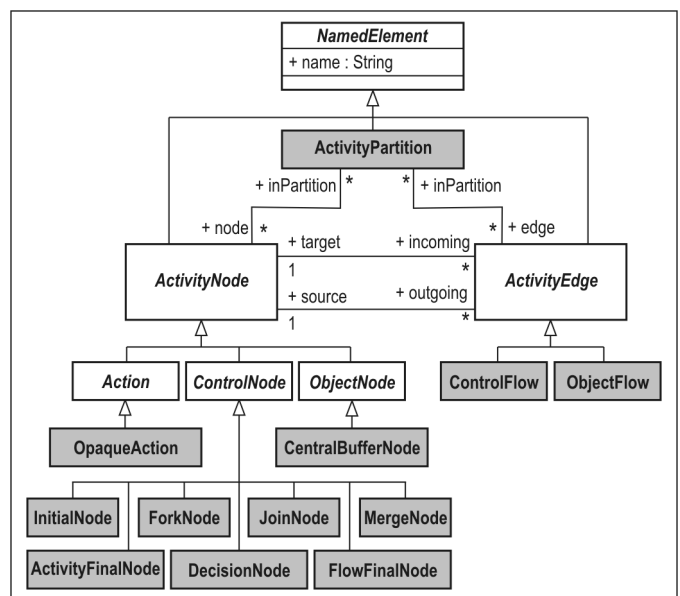 NamedElement
+ name : String
ActivityPartition
+ inPartition * * + inPartition
+ node * * + edge
+ target + incoming
1 *
ActivityNode ActivityEdge
+ source + outgoing
1 *
Action ControlNode ObjectNode ControlFlow ObjectFlow
OpaqueAction CentralBufferNode
InitialNode ForkNode JoinNode MergeNode
ActivityFinalNode DecisionNode FlowFinalNode